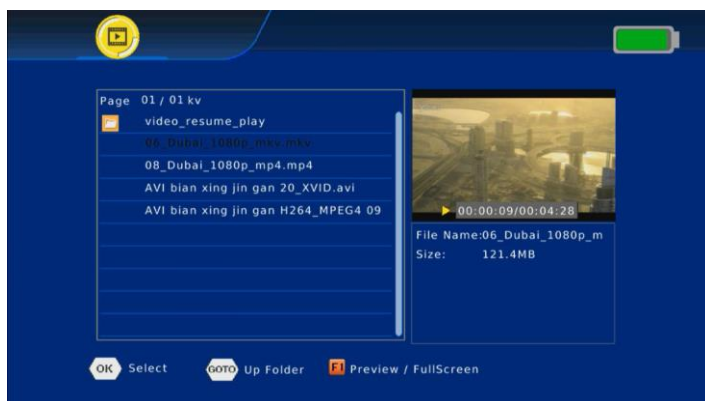 Page 01 / 01 kv
video_resume_play
06_Dubai_1080p_mkv.mkv
08_Dubai_1080p_mp4.mp4
AVI bian xing jin gan 20_XVID.avi
AVI bian xing jin gan H264_MPEG4 09
00:00:09/00:04:28
File Name:06_Dubai_1080p_m
Size: 121.4MB
OK Select GOTO Up Folder F1 Preview / FullScreen